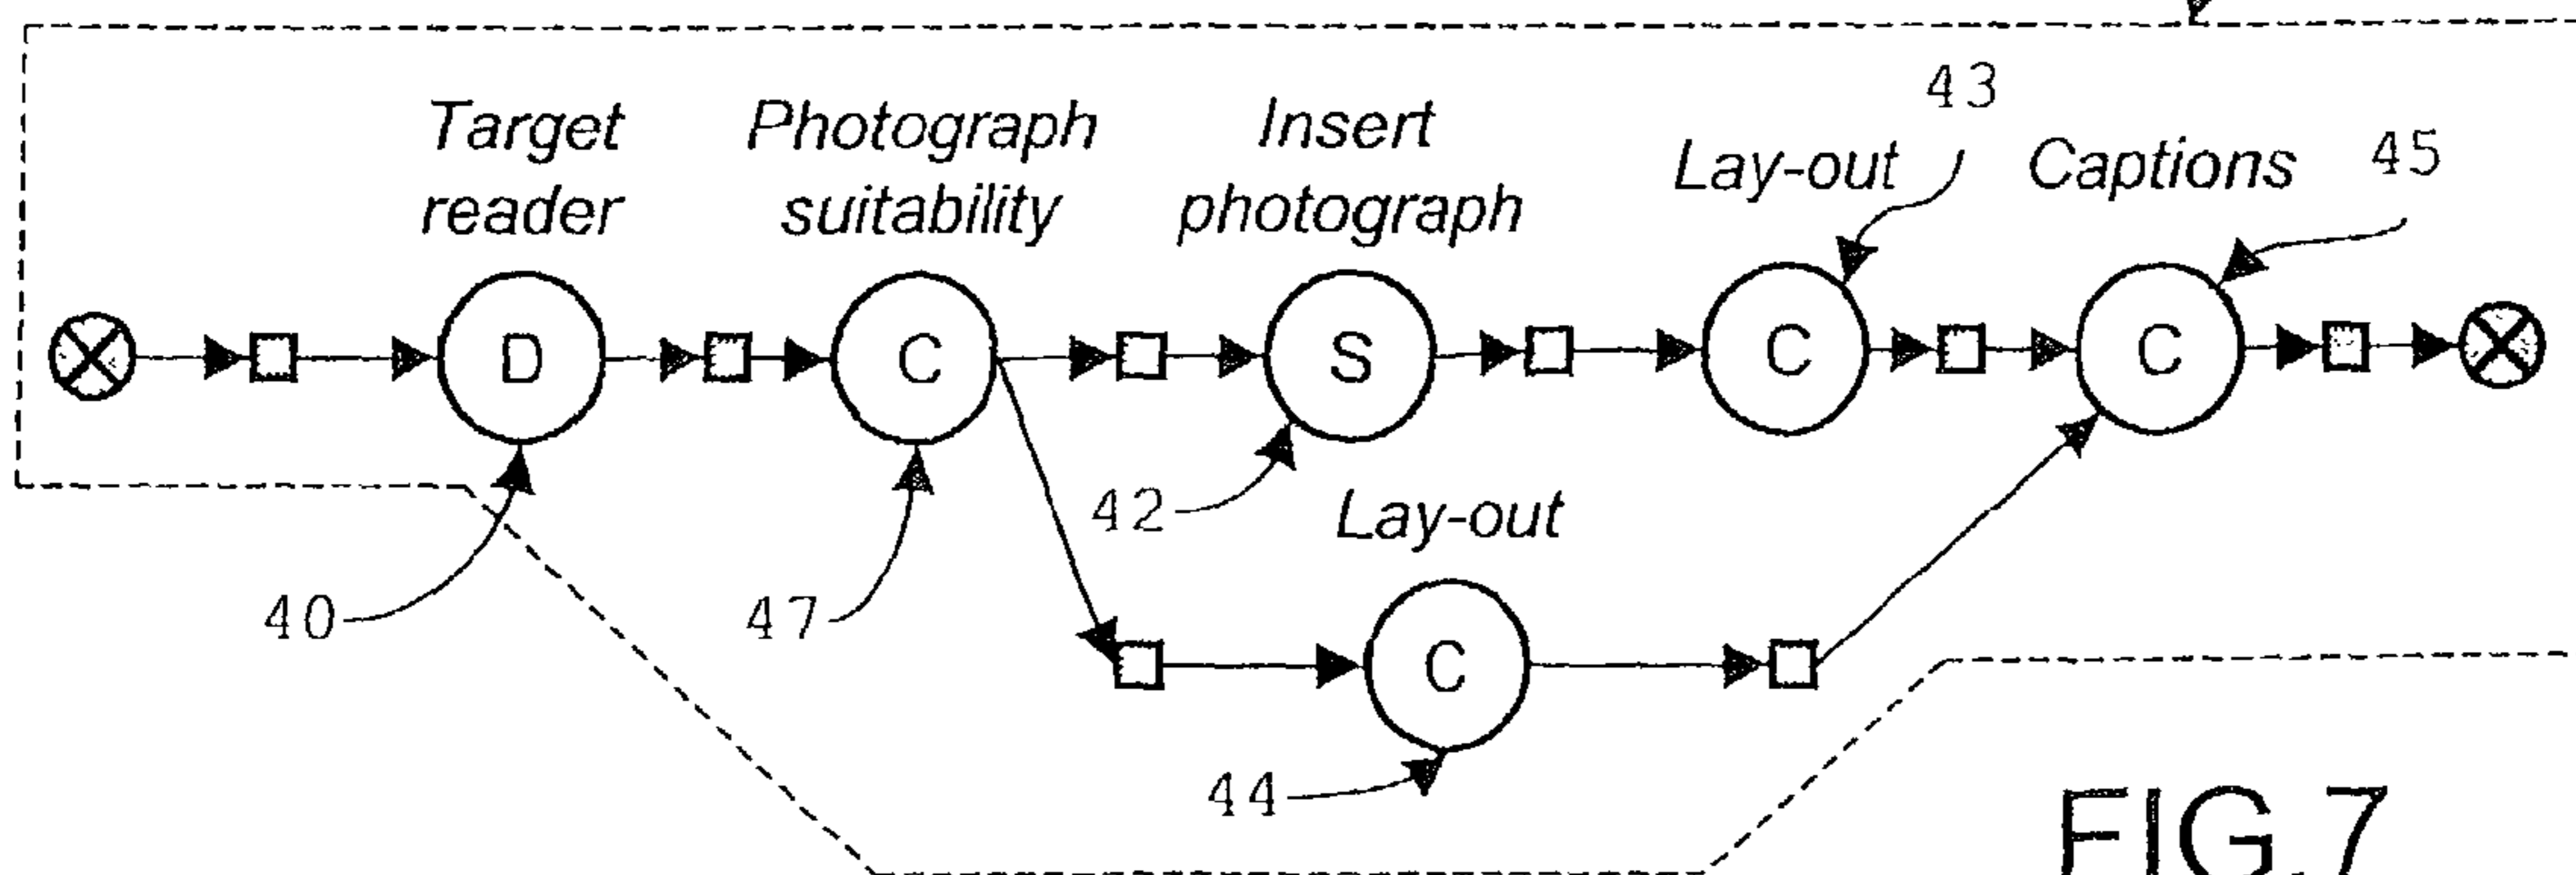 43
Target Photograph Insert
Lay-out Captions 45
reader suitability photograph
D C S C C
42 Lay-out
40 47
C
44
FIG.7